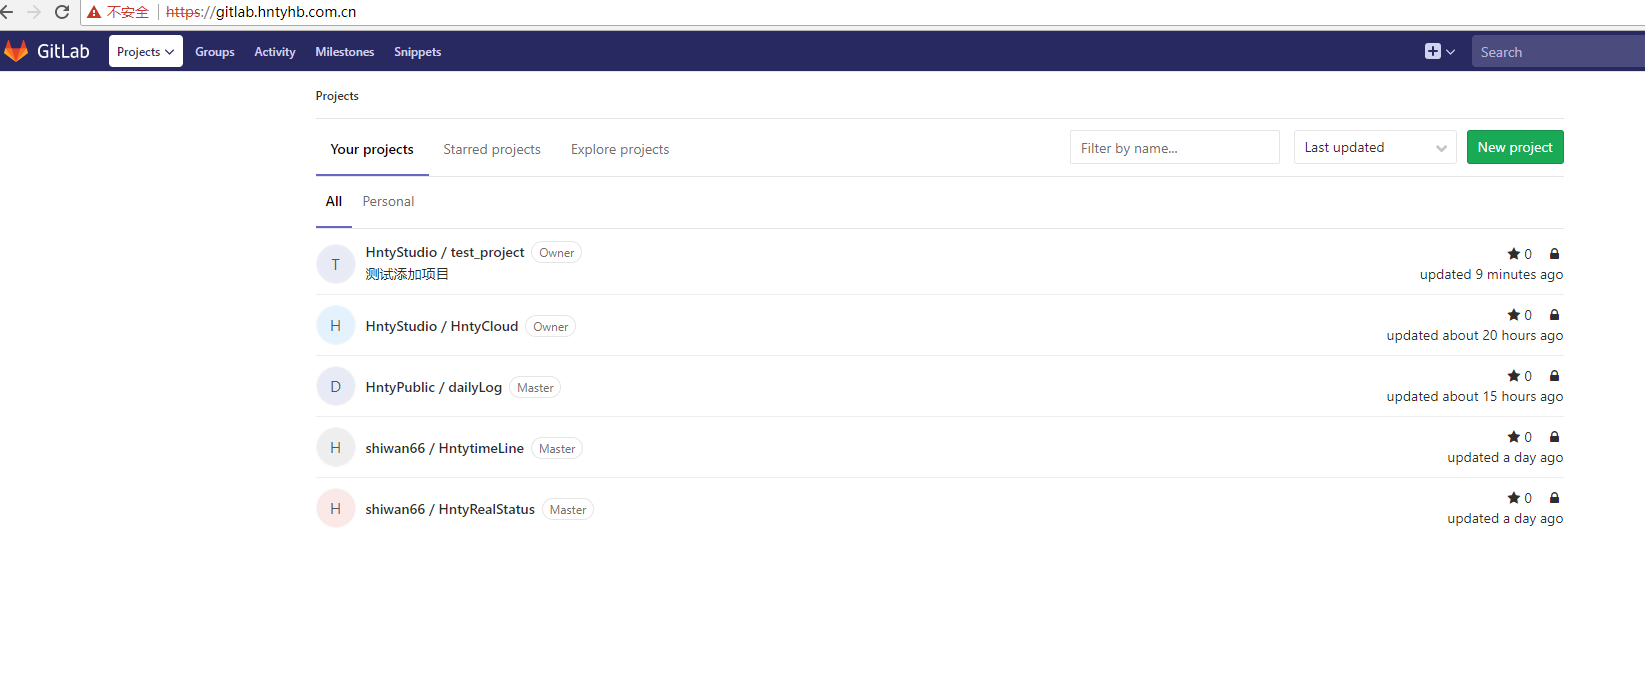 不安全 https://gitlab.hntyhb.com.cn
GitLab Projects Groups Activity Milestones Snippets Search
Projects
Your projects Starred projects Explore projects Filter by name... Last updated New project
All Personal
T HntyStudio / test_project Owner 0
测试添加项目 updated 9 minutes ago
H HntyStudio / HntyCloud Owner 0
updated about 20 hours ago
D HntyPublic / dailyLog Master 0
updated about 15 hours ago
H shiwan66 / HntytimeLine Master 0
updated a day ago
H shiwan66 / HntyRealStatus Master 0
updated a day ago